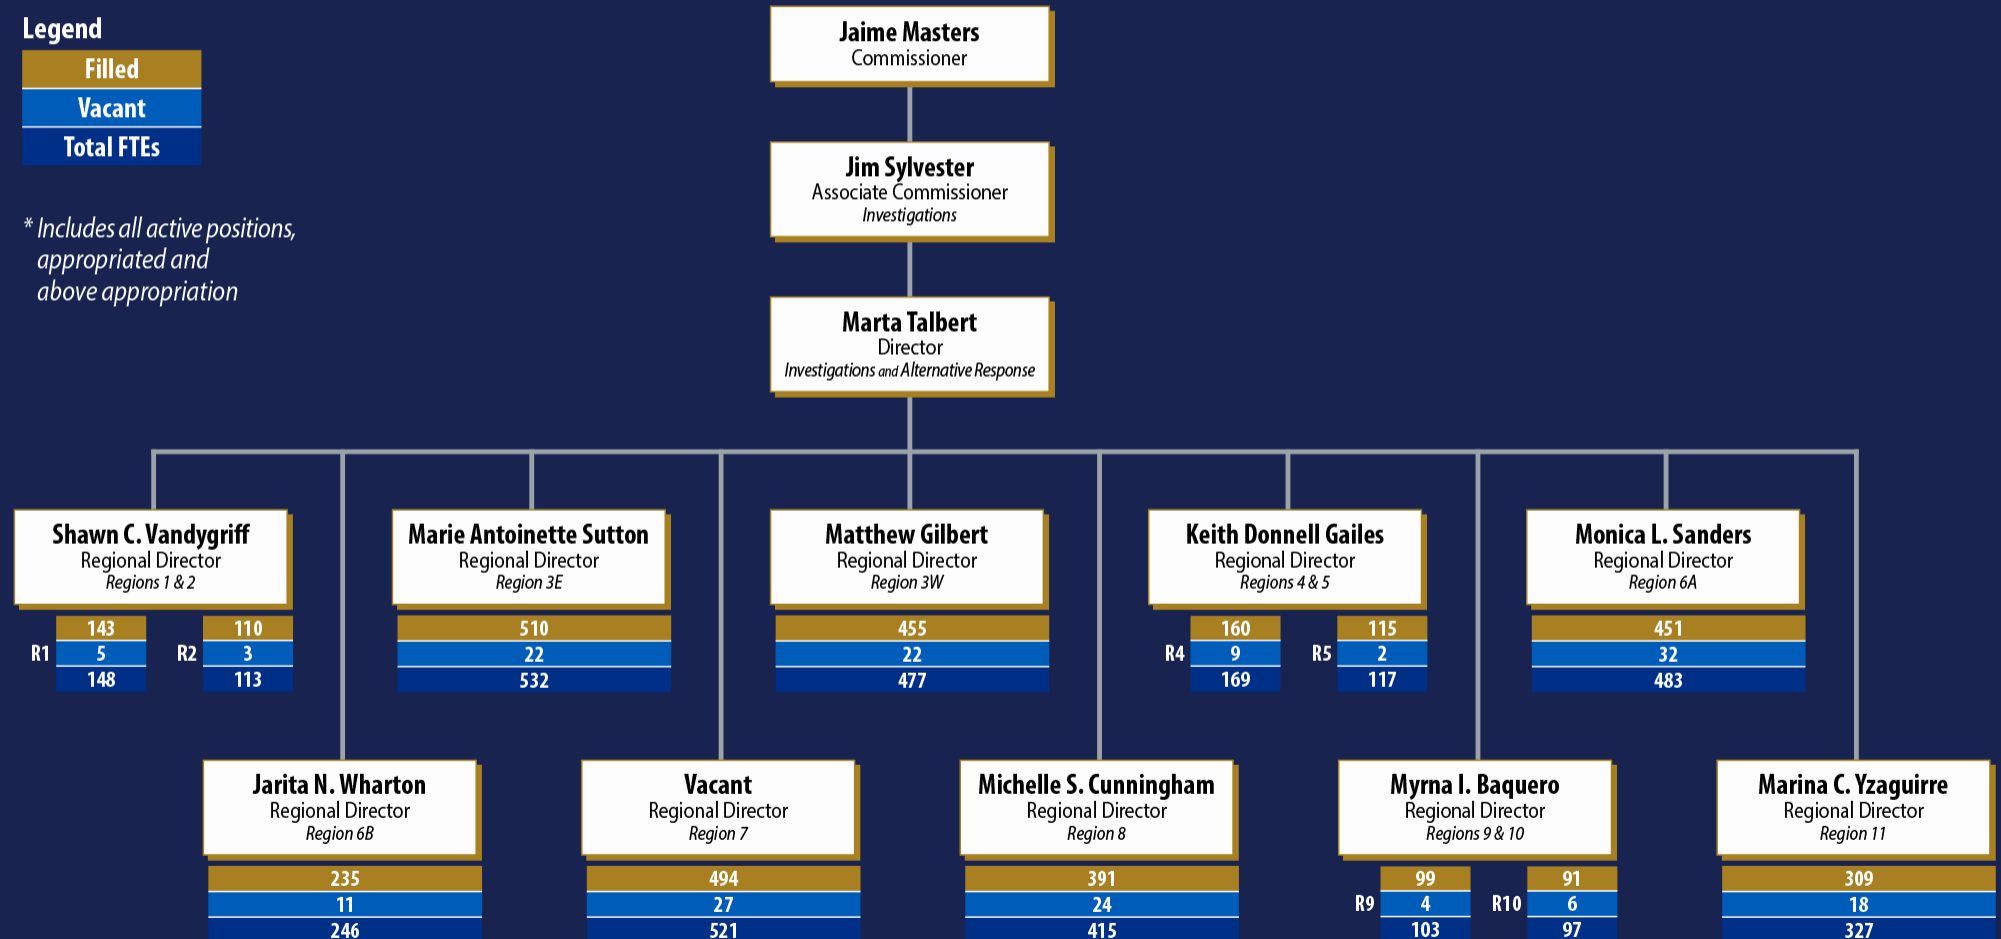 Legend
Filled
Vacant
Total FTEs
* Includes all active positions,
appropriated and
above appropriation
Jaime Masters
Commissioner
Jim Sylvester
Associate Commissioner
Investigations
Marta Talbert
Director
Investigations and Alternative Response
Shawn C. Vandygriff
Regional Director
Regions 1 & 2
R1
143
5
148
R2
110
3
113
Marie Antoinette Sutton
Regional Director
Region 3E
510
22
532
Matthew Gilbert
Regional Director
Region 3W
455
22
477
Keith Donnell Gailes
Regional Director
Regions 4 & 5
R4
160
9
169
R5
115
2
117
Monica L. Sanders
Regional Director
Region 6A
451
32
483
Jarita N. Wharton
Regional Director
Region 6B
235
11
246
Vacant
Regional Director
Region 7
494
27
521
Michelle S. Cunningham
Regional Director
Region 8
391
24
415
Myrna I. Baquero
Regional Director
Regions 9 & 10
R9
99
4
103
R10
91
6
97
Marina C. Yzaguirre
Regional Director
Region 11
309
18
327